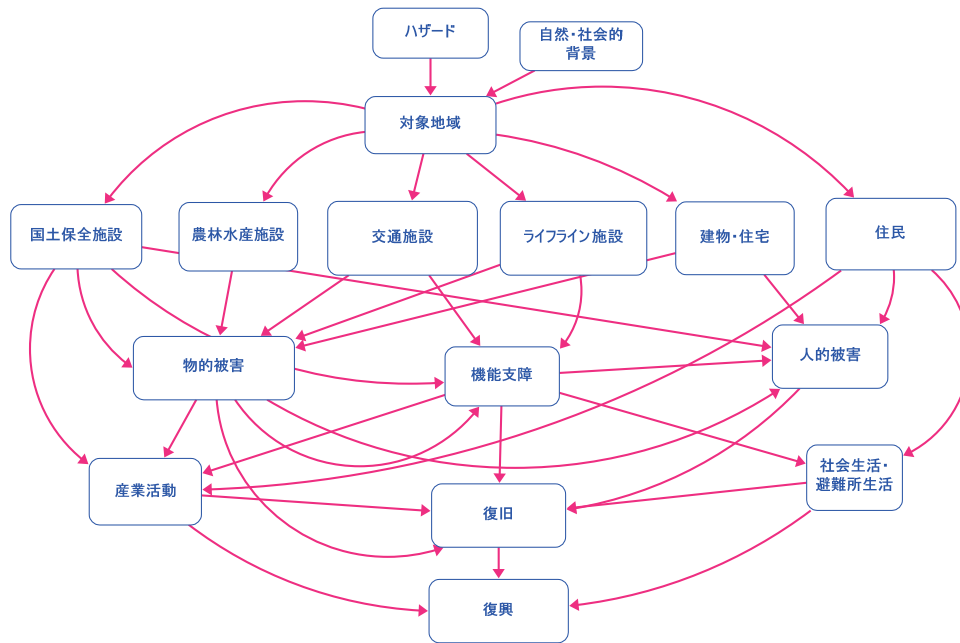 ハザード
自然・社会的
背景
対象地域
国土保全施設
農林水産施設
交通施設
ライフライン施設
建物・住宅
住民
物的被害
機能支障
人的被害
産業活動
復旧
社会生活・
避難所生活
復興